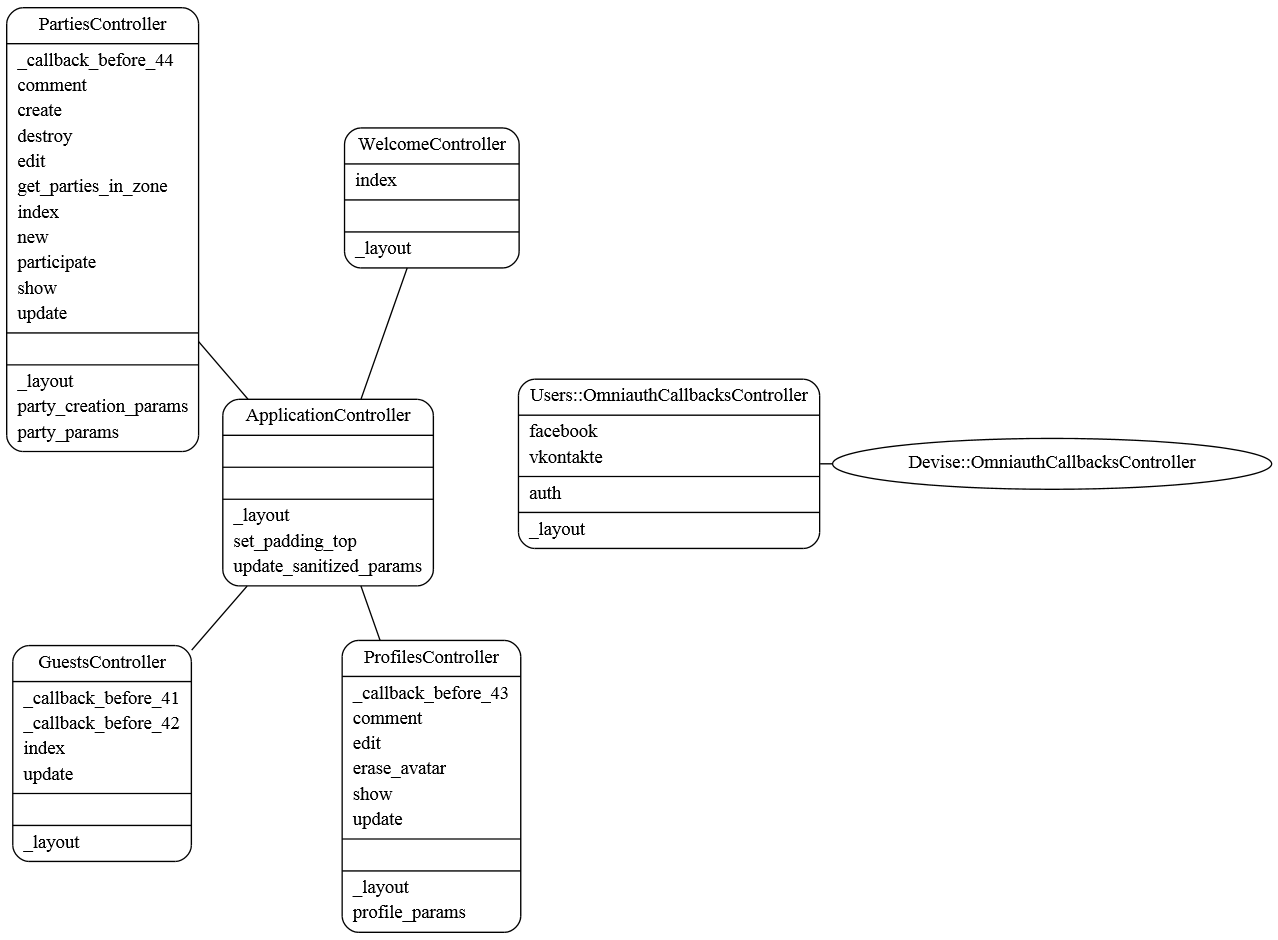 PartiesController
_callback_before_44
comment
create
destroy
edit
get_parties_in_zone
index
new
participate
show
update
_layout
party_creation_params
party_params
WelcomeController
index
_layout
ApplicationController
_layout
set_padding_top
update_sanitized_params
Users::OmniauthCallbacksController
facebook
vkontakte
auth
_layout
Devise::OmniauthCallbacksController
GuestsController
_callback_before_41
_callback_before_42
index
update
_layout
ProfilesController
_callback_before_43
comment
edit
erase_avatar
show
update
_layout
profile_params